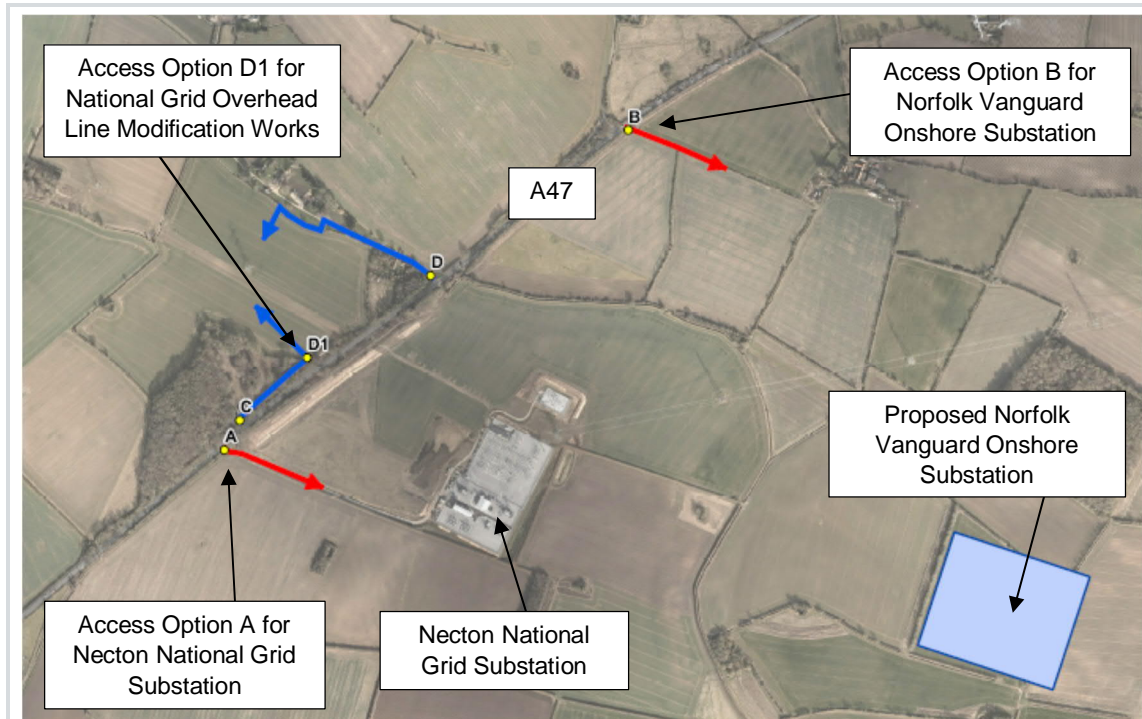 Access Option D1 for
National Grid Overhead
Line Modification Works
Access Option B for
Norfolk Vanguard
Onshore Substation
B
A47
D
D1
C
A
Proposed Norfolk
Vanguard Onshore
Substation
Access Option A for
Necton National Grid
Substation
Necton National
Grid Substation